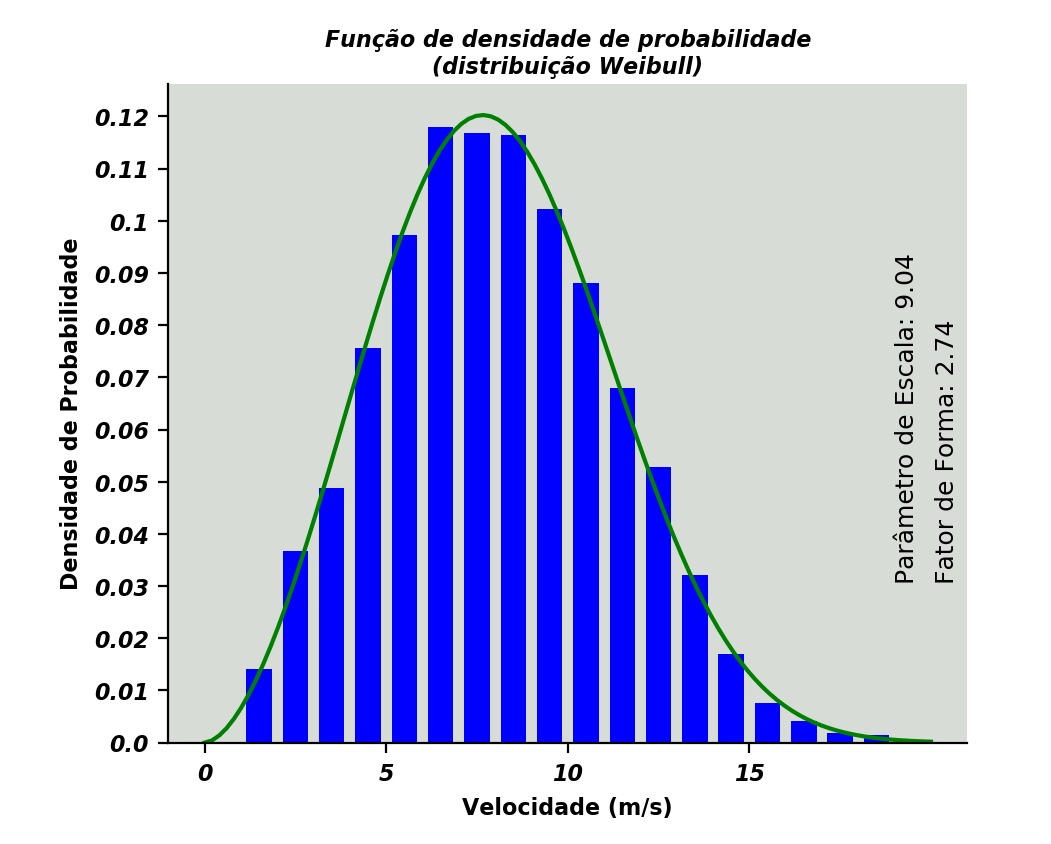 Função de densidade de probabilidade
(distribuição Weibull)
Densidade de Probabilidade
0.12
0.11
0.1
0.09
0.08
0.07
0.06
0.05
0.04
0.03
0.02
0.01
0.0
0 5 10 15
Velocidade (m/s)
Parâmetro de Escala: 9.04
Fator de Forma: 2.74